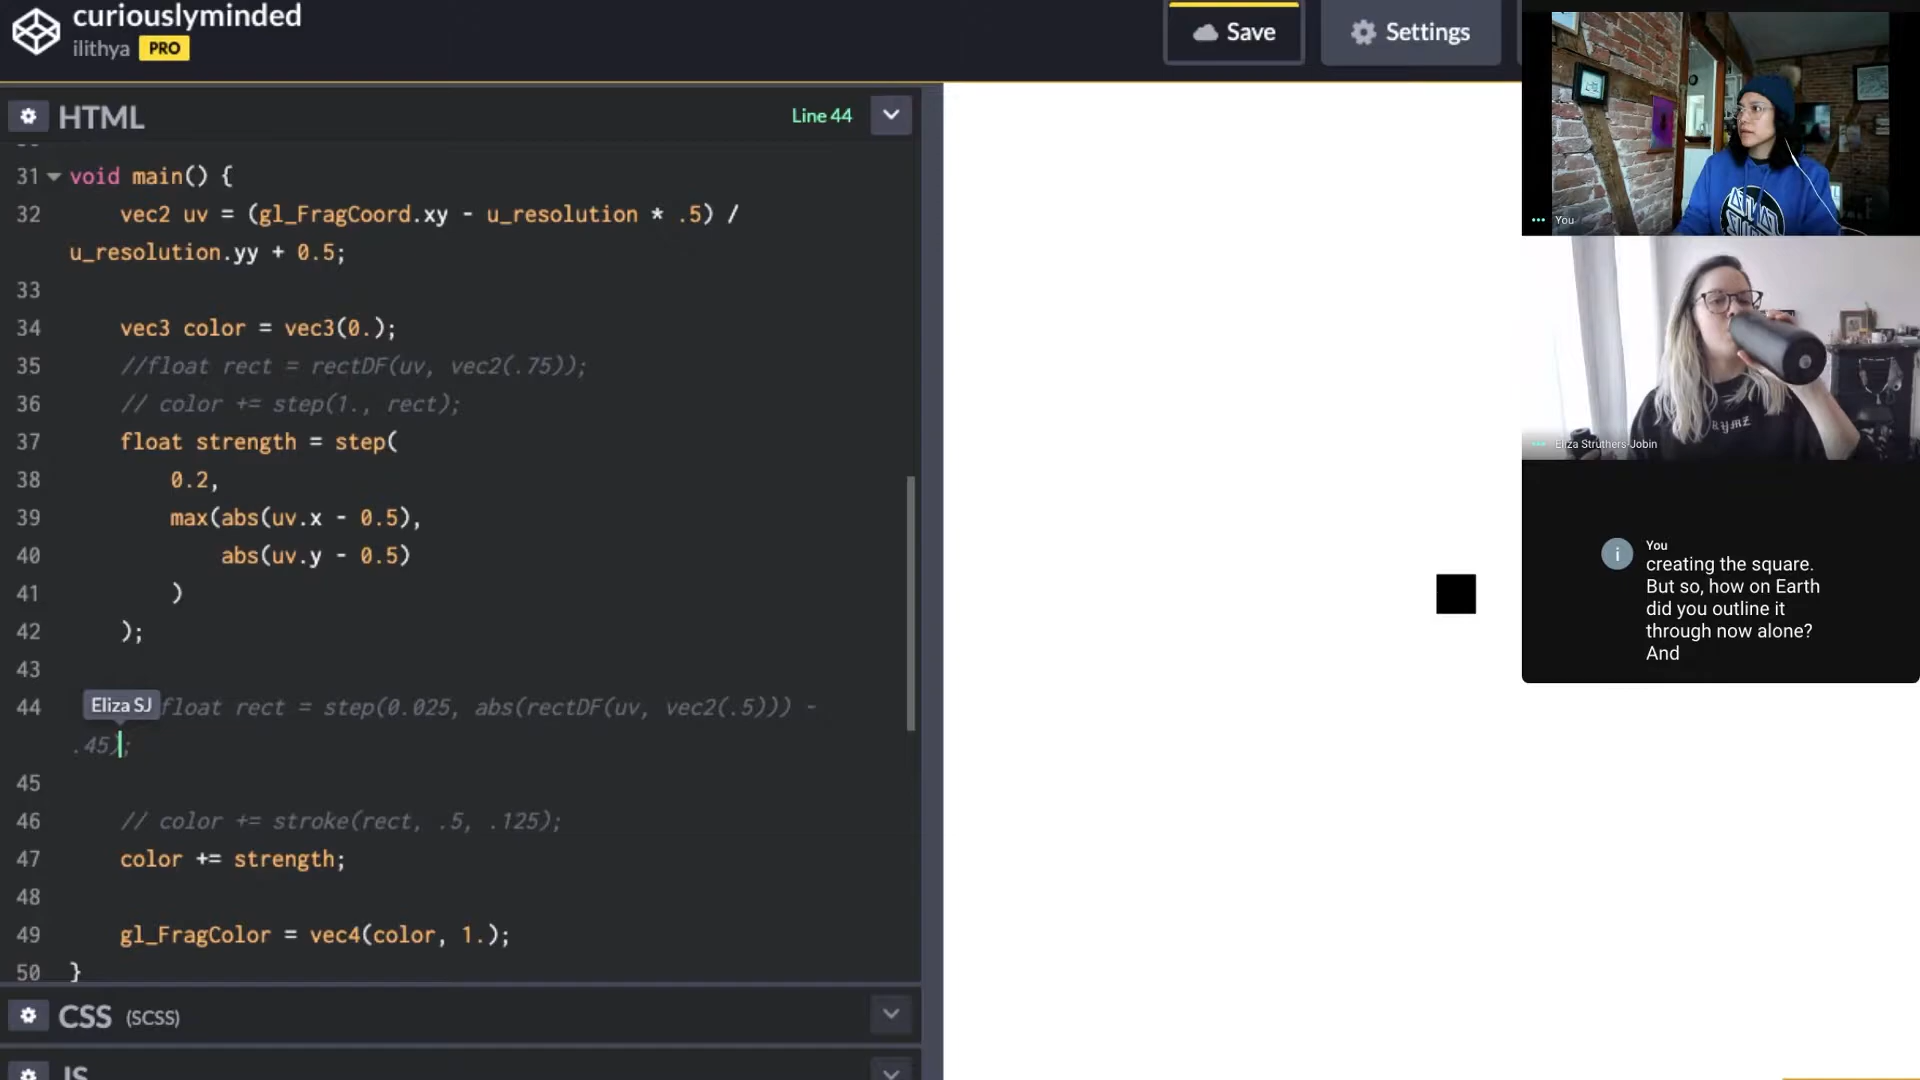 curiouslyminded
ilithya PRO
Save
Settings
HTML
Line 44
31 void main() {
32 vec2 uv = (gl_FragCoord.xy - u_resolution * .5) /
u_resolution.yy + 0.5;
33
34 vec3 color = vec3(0.);
35 //float rect = rectDF(uv, vec2(.75));
36 // color += step(1., rect);
37 float strength = step(
38 0.2,
39 max(abs(uv.x - 0.5),
40 abs(uv.y - 0.5)
41 )
42 );
43
44 Eliza SJ float rect = step(0.025, abs(rectDF(uv, vec2(.5))) -
.45);
45
46 // color += stroke(rect, .5, .125);
47 color += strength;
48
49 gl_FragColor = vec4(color, 1.);
50 }
CSS (SCSS)
JS
You
Eliza Struthers-Jobin
You
creating the square.
But so, how on Earth
did you outline it
through now alone?
And